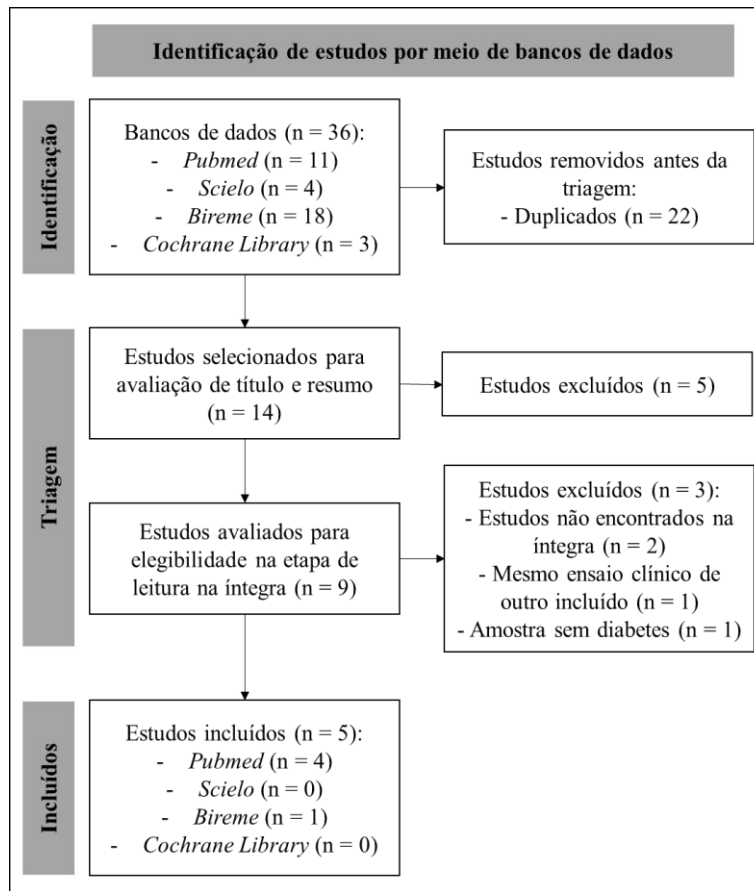 Identificação de estudos por meio de bancos de dados
Identificação
Bancos de dados (n = 36):
- Pubmed (n = 11)
- Scielo (n = 4)
- Bireme (n = 18)
- Cochrane Library (n = 3)
Estudos removidos antes da
triagem:
- Duplicados (n = 22)
Triagem
Estudos selecionados para
avaliação de título e resumo
(n = 14)
Estudos excluídos (n = 5)
Estudos avaliados para
elegibilidade na etapa de
leitura na íntegra (n = 9)
Estudos excluídos (n = 3):
- Estudos não encontrados na
íntegra (n = 2)
- Mesmo ensaio clínico de
outro incluído (n = 1)
- Amostra sem diabetes (n = 1)
Incluídos
Estudos incluídos (n = 5):
- Pubmed (n = 4)
- Scielo (n = 0)
- Bireme (n = 1)
- Cochrane Library (n = 0)